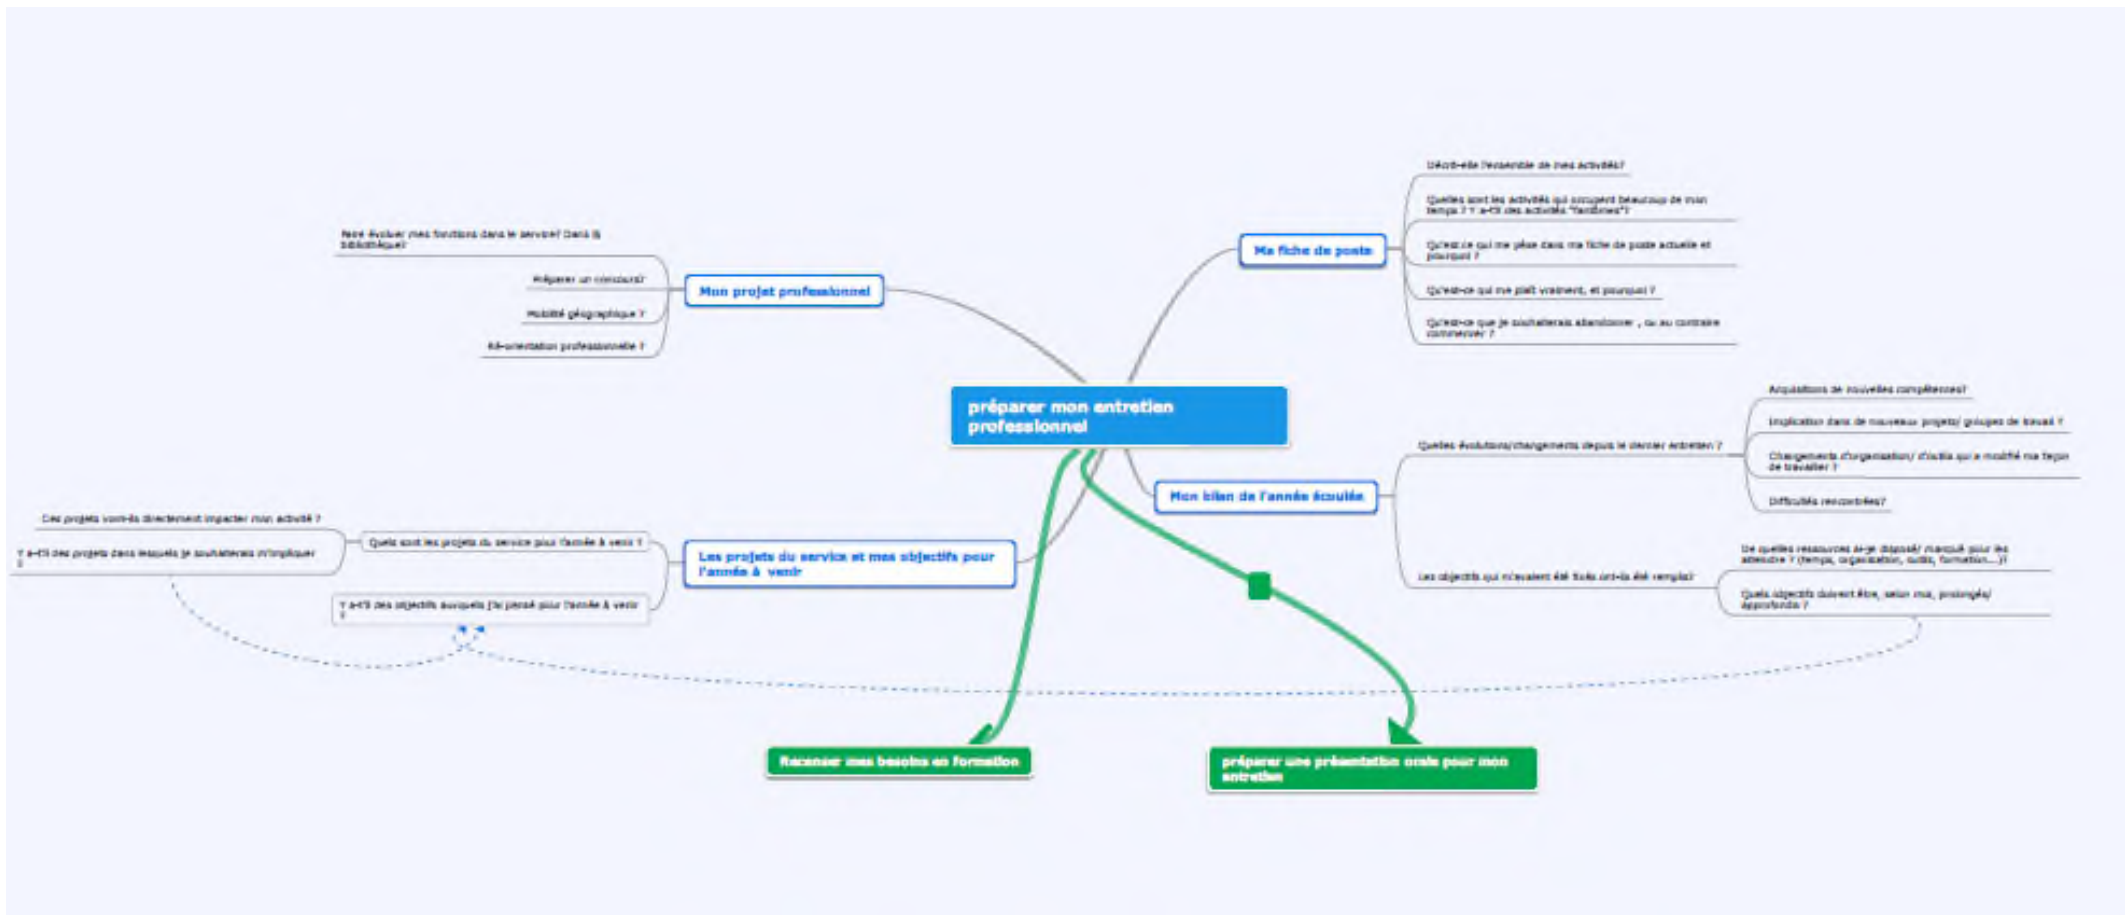 préparer mon entretien
professionnel
Ma fiche de poste
Décrit-elle l'ensemble de mes activités?
Quelles sont les activités qui occupent beaucoup de mon
temps ? Y a-t'il des activités "fantômes"?
Qu'est ce qui me pèse dans ma fiche de poste actuelle et
pourquoi ?
Qu'est-ce qui me plaît vraiment, et pourquoi ?
Qu'est-ce que je souhaiterais abandonner , ou au contraire
commencer ?
Mon bilan de l'année écoulée
Quelles évolutions/changements depuis le dernier entretien ?
Acquisitions de nouvelles compétences?
Implication dans de nouveaux projets/ groupes de travail ?
Changements d'organisation/ d'outils qui a modifié ma façon
de travailler ?
Difficultés rencontrées?
Les objectifs qui m'avaient été fixés ont-ils été remplis?
De quelles ressources ai-je disposé/ manqué pour les
atteindre ? (temps, organisation, outils, formation...)?
Quels objectifs doivent être, selon moi, prolongés/
approfondis ?
Mon projet professionnel
Faire évoluer mes fonctions dans le service? Dans la
bibliothèque?
Préparer un concours?
Mobilité géographique ?
Ré-orientation professionnelle ?
Les projets du service et mes objectifs pour
l'année à venir
Quels sont les projets du service pour l'année à venir ?
Des projets vont-ils directement impacter mon activité ?
Y a-t'il des projets dans lesquels je souhaiterais m'impliquer
?
Y a-t'il des objectifs auxquels j'ai pensé pour l'année à venir
?
Recenser mes besoins en formation
préparer une présentation orale pour mon
entretien